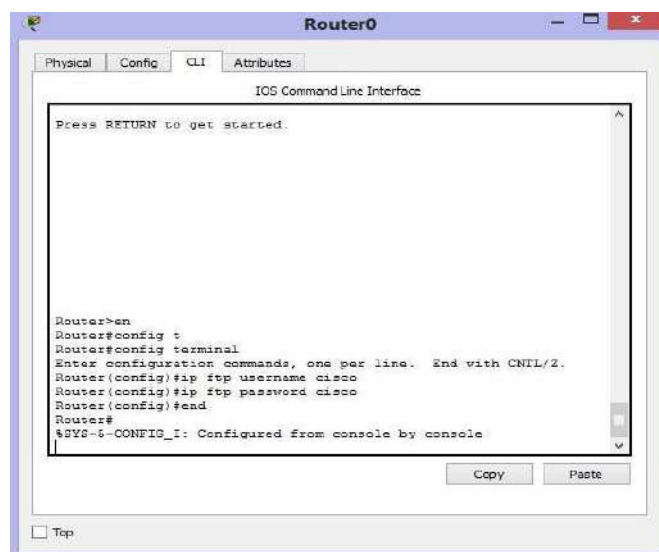 Router0
Physical Config CLI Attributes
IOS Command Line Interface
Press RETURN to get started.
Router>en
Router#config t
Router#config terminal
Enter configuration commands, one per line. End with CNTL/Z.
Router(config)#ip ftp username cisco
Router(config)#ip ftp password cisco
Router(config)#end
Router#
%SYS-5-CONFIG_I: Configured from console by console
Copy Paste
Top